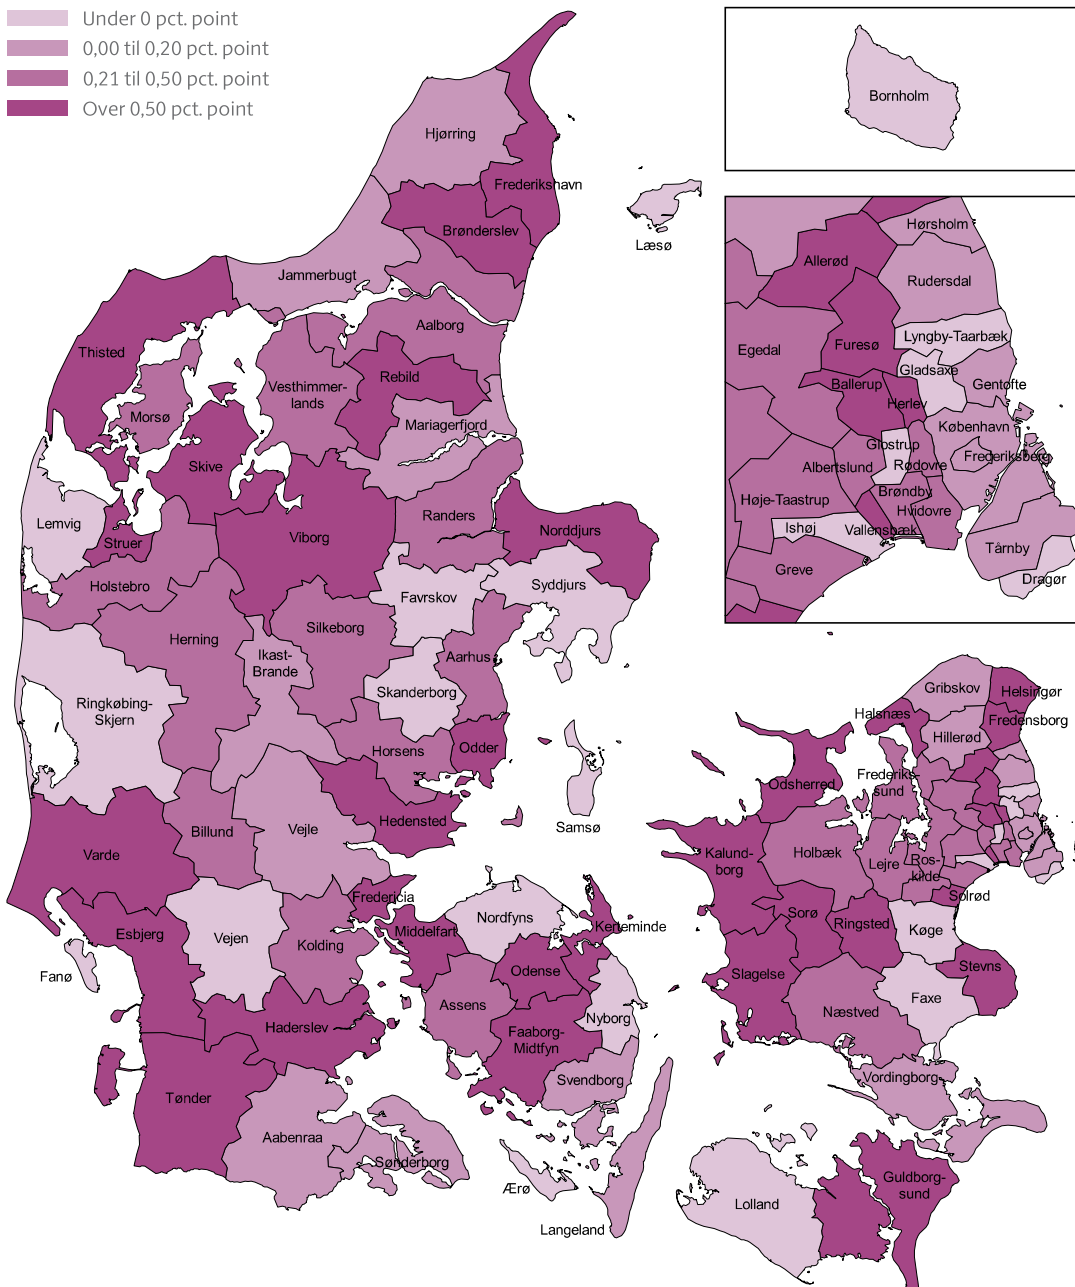 Under 0 pct. point
0,00 til 0,20 pct. point
0,21 til 0,50 pct. point
Over 0,50 pct. point
Bornholm
Hjørring
Frederikshavn
Brønderslev
Læsø
Jammerbugt
Aalborg
Thisted
Rebild
Vesthimmer-
lands
Morsø
Mariagerfjord
Skive
Lemvig
Struer
Viborg
Randers
Norddjurs
Holstebro
Favrskov
Syddjurs
Herning
Silkeborg
Ikast-
Brande
Aarhus
Skanderborg
Ringkøbing-
Skjern
Horsens
Odder
Samsø
Hedensted
Billund
Vejle
Varde
Fredericia
Esbjerg
Vejen
Kolding
Middelfart
Nordfyns
Kerteminde
Fanø
Odense
Assens
Nyborg
Haderslev
Faaborg-
Midtfyn
Svendborg
Tønder
Aabenraa
Sønderborg
Ærø
Langeland
Hørsholm
Allerød
Rudersdal
Lyngby-Taarbæk
Egedal
Furesø
Gladsaxe
Ballerup
Gentofte
Herlev
København
Glostrup
Frederiksberg
Albertslund
Rødovre
Brøndby
Høje-Taastrup
Hvidovre
Ishøj
Vallensbæk
Tårnby
Greve
Dragør
Gribskov
Helsingør
Halsnæs
Fredensborg
Hillerød
Frederiks-
sund
Odsherred
Kalund-
borg
Holbæk
Lejre
Ros-
kilde
Solrød
Sorø
Ringsted
Køge
Slagelse
Stevns
Faxe
Næstved
Vordingborg
Guldborg-
sund
Lolland